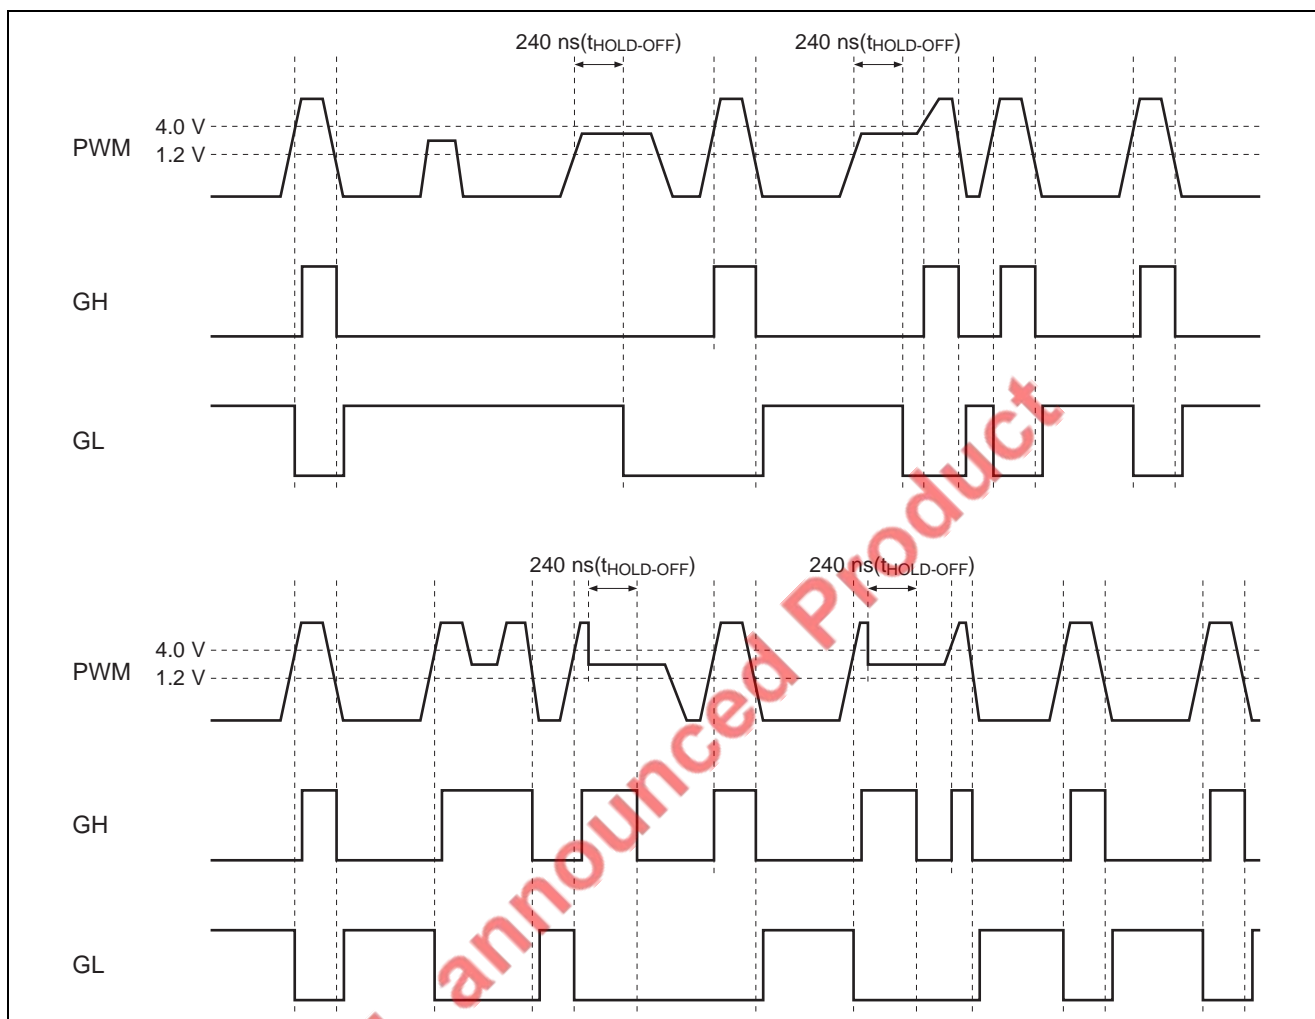 240 ns(tHOLD-OFF) 240 ns(tHOLD-OFF)
PWM
4.0 V
1.2 V
GH
GL
240 ns(tHOLD-OFF) 240 ns(tHOLD-OFF)
PWM
4.0 V
1.2 V
GH
GL
announced Product